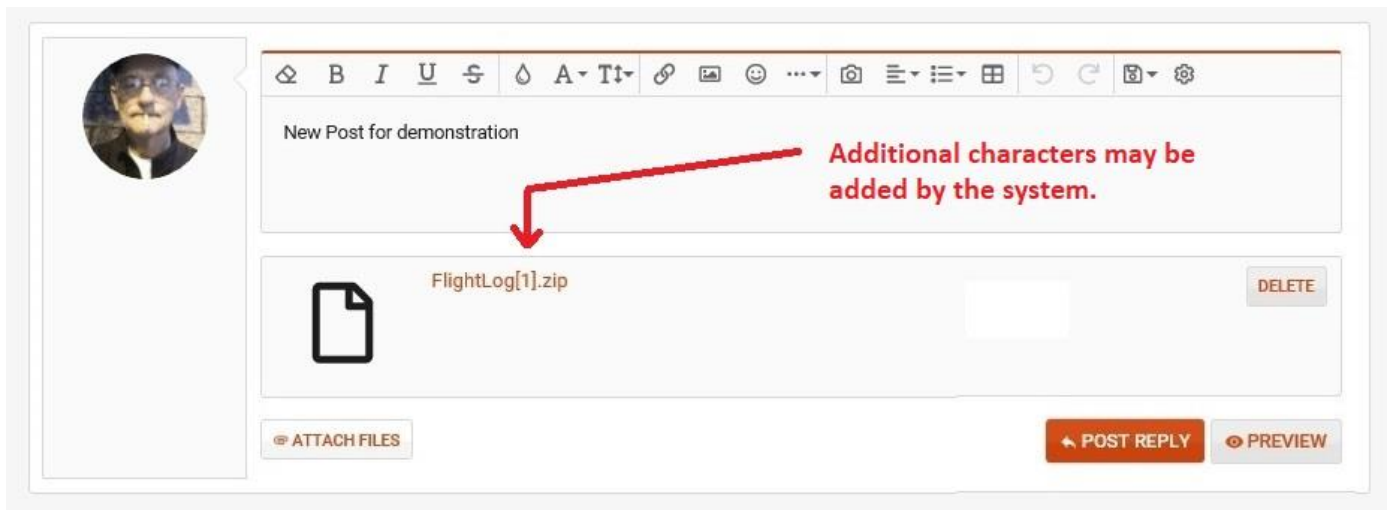 B I U S A T
New Post for demonstration
Additional characters may be
added by the system.
FlightLog[1].zip
DELETE
ATTACH FILES
POST REPLY
PREVIEW